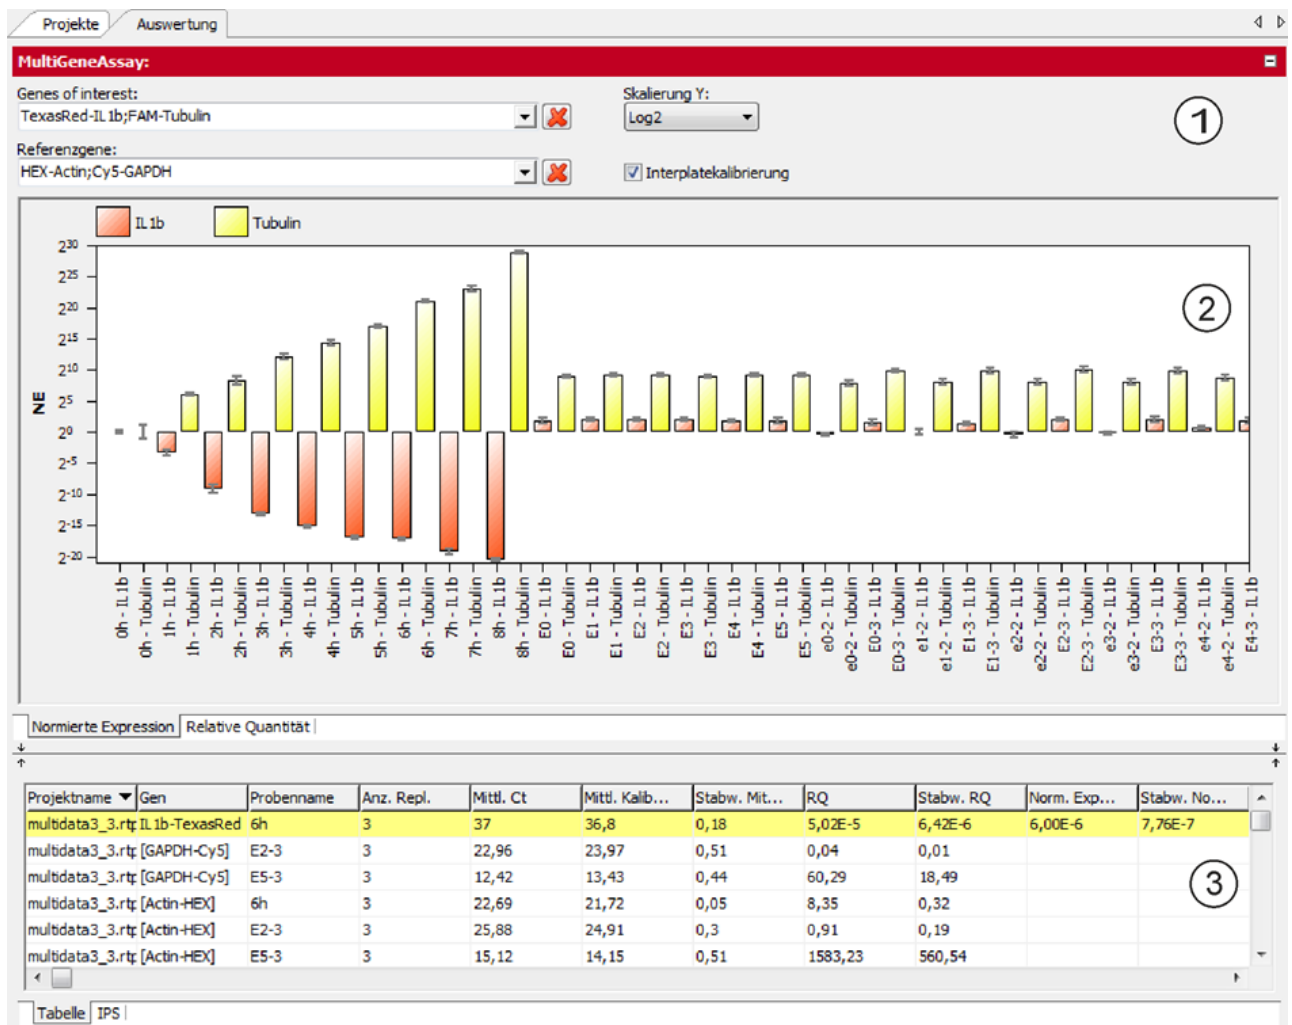 Projekte Auswertung
MultiGeneAssay:
Genes of interest: Skalierung Y:
TexasRed-IL1b;FAM-Tubulin Log2
1
Referenzgene:
HEX-Actin;Cy5-GAPDH Interplatekalibrierung
IL1b Tubulin
2^30
2^25
2^20
2
2^15
2^10
NE
2^5
2^0
2^-5
2^-10
2^-15
2^-20
0h - IL1b
0h - Tubulin
1h - IL1b
1h - Tubulin
2h - IL1b
2h - Tubulin
3h - IL1b
3h - Tubulin
4h - IL1b
4h - Tubulin
5h - IL1b
5h - Tubulin
6h - IL1b
6h - Tubulin
7h - IL1b
7h - Tubulin
8h - IL1b
8h - Tubulin
E0 - IL1b
E0 - Tubulin
E1 - IL1b
E1 - Tubulin
E2 - IL1b
E2 - Tubulin
E3 - IL1b
E3 - Tubulin
E4 - IL1b
E4 - Tubulin
E5 - IL1b
E5 - Tubulin
e0-2 - IL1b
e0-2 - Tubulin
E0-3 - IL1b
E0-3 - Tubulin
e1-2 - IL1b
e1-2 - Tubulin
E1-3 - IL1b
E1-3 - Tubulin
e2-2 - IL1b
e2-2 - Tubulin
E2-3 - IL1b
E2-3 - Tubulin
e3-2 - IL1b
e3-2 - Tubulin
E3-3 - IL1b
E3-3 - Tubulin
e4-2 - IL1b
e4-2 - Tubulin
E4-3 - IL1b
Normierte Expression Relative Quantität
Projektname Gen Probenname Anz. Repl. Mittl. Ct Mittl. Kalib... Stabw. Mit... RQ Stabw. RQ Norm. Exp... Stabw. No...
multidata3_3.rtp IL1b-TexasRed 6h 3 37 36,8 0,18 5,02E-5 6,42E-6 6,00E-6 7,76E-7
multidata3_3.rtp [GAPDH-Cy5] E2-3 3 22,96 23,97 0,51 0,04 0,01
multidata3_3.rtp [GAPDH-Cy5] E5-3 3 12,42 13,43 0,44 60,29 18,49
3
multidata3_3.rtp [Actin-HEX] 6h 3 22,69 21,72 0,05 8,35 0,32
multidata3_3.rtp [Actin-HEX] E2-3 3 25,88 24,91 0,3 0,91 0,19
multidata3_3.rtp [Actin-HEX] E5-3 3 15,12 14,15 0,51 1583,23 560,54
Tabelle IPS